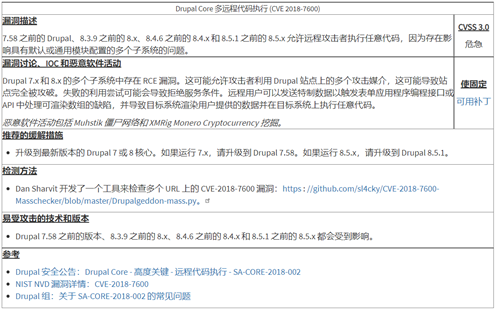 Drupal Core 多远程代码执行 (CVE 2018-7600)
漏洞描述
7.58 之前的 Drupal、8.3.9 之前的 8.x、8.4.6 之前的 8.4.x 和 8.5.1 之前的 8.5.x 允许远程攻击者执行任意代码，因为存在影
响具有默认或通用模块配置的多个子系统的问题。
CVSS 3.0
危急
漏洞讨论、IOC 和恶意软件活动
Drupal 7.x 和 8.x 的多个子系统中存在 RCE 漏洞。这可能允许攻击者利用 Drupal 站点上的多个攻击媒介，这可能导致站
点完全被攻破。失败的利用尝试可能会导致拒绝服务条件。远程用户可以发送特制数据以触发表单应用程序编程接口或
API 中处理可渲染数组的缺陷，并导致目标系统渲染用户提供的数据并在目标系统上执行任意代码。
恶意软件活动包括 Muhstik 僵尸网络和 XMRig Monero Cryptocurrency 挖掘。
使固定
可用补丁
推荐的缓解措施
• 升级到最新版本的 Drupal 7 或 8 核心。如果运行 7.x，请升级到 Drupal 7.58。如果运行 8.5.x，请升级到 Drupal 8.5.1。
检测方法
• Dan Sharvit 开发了一个工具来检查多个 URL 上的 CVE-2018-7600 漏洞：https://github.com/sl4cky/CVE-2018-7600-
Masschecker/blob/master/Drupalgeddon-mass.py。
易受攻击的技术和版本
• Drupal 7.58 之前的版本、8.3.9 之前的 8.x、8.4.6 之前的 8.4.x 和 8.5.1 之前的 8.5.x 都会受到影响。
参考
• Drupal 安全公告：Drupal Core - 高度关键 - 远程代码执行 - SA-CORE-2018-002
• NIST NVD 漏洞详情：CVE-2018-7600
• Drupal 组：关于 SA-CORE-2018-002 的常见问题